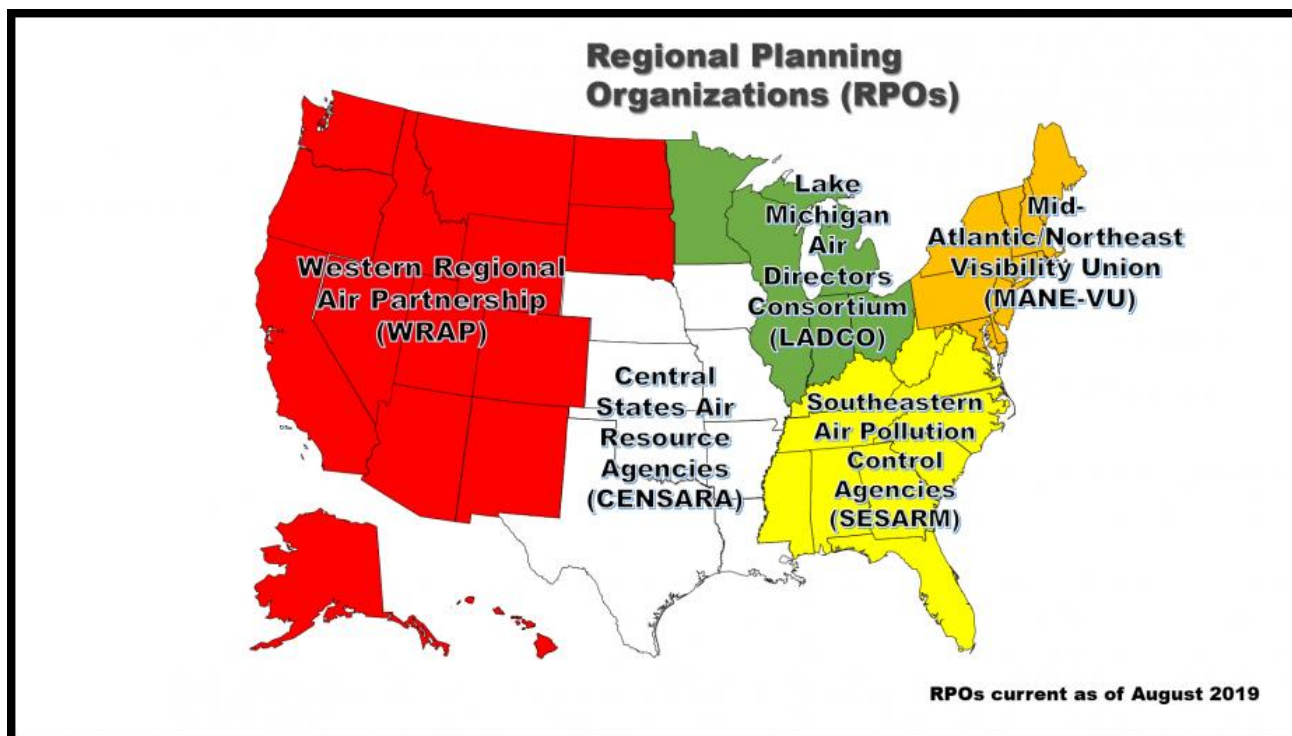 Regional Planning
Organizations (RPOs)
Western Regional
Air Partnership
(WRAP)
Central
States Air
Resource
Agencies
(CENSARA)
Lake
Michigan
Air
Directors
Consortium
(LADCO)
Mid-
Atlantic/Northeast
Visibility Union
(MANE-VU)
Southeastern
Air Pollution
Control
Agencies
(SESARM)
RPOs current as of August 2019